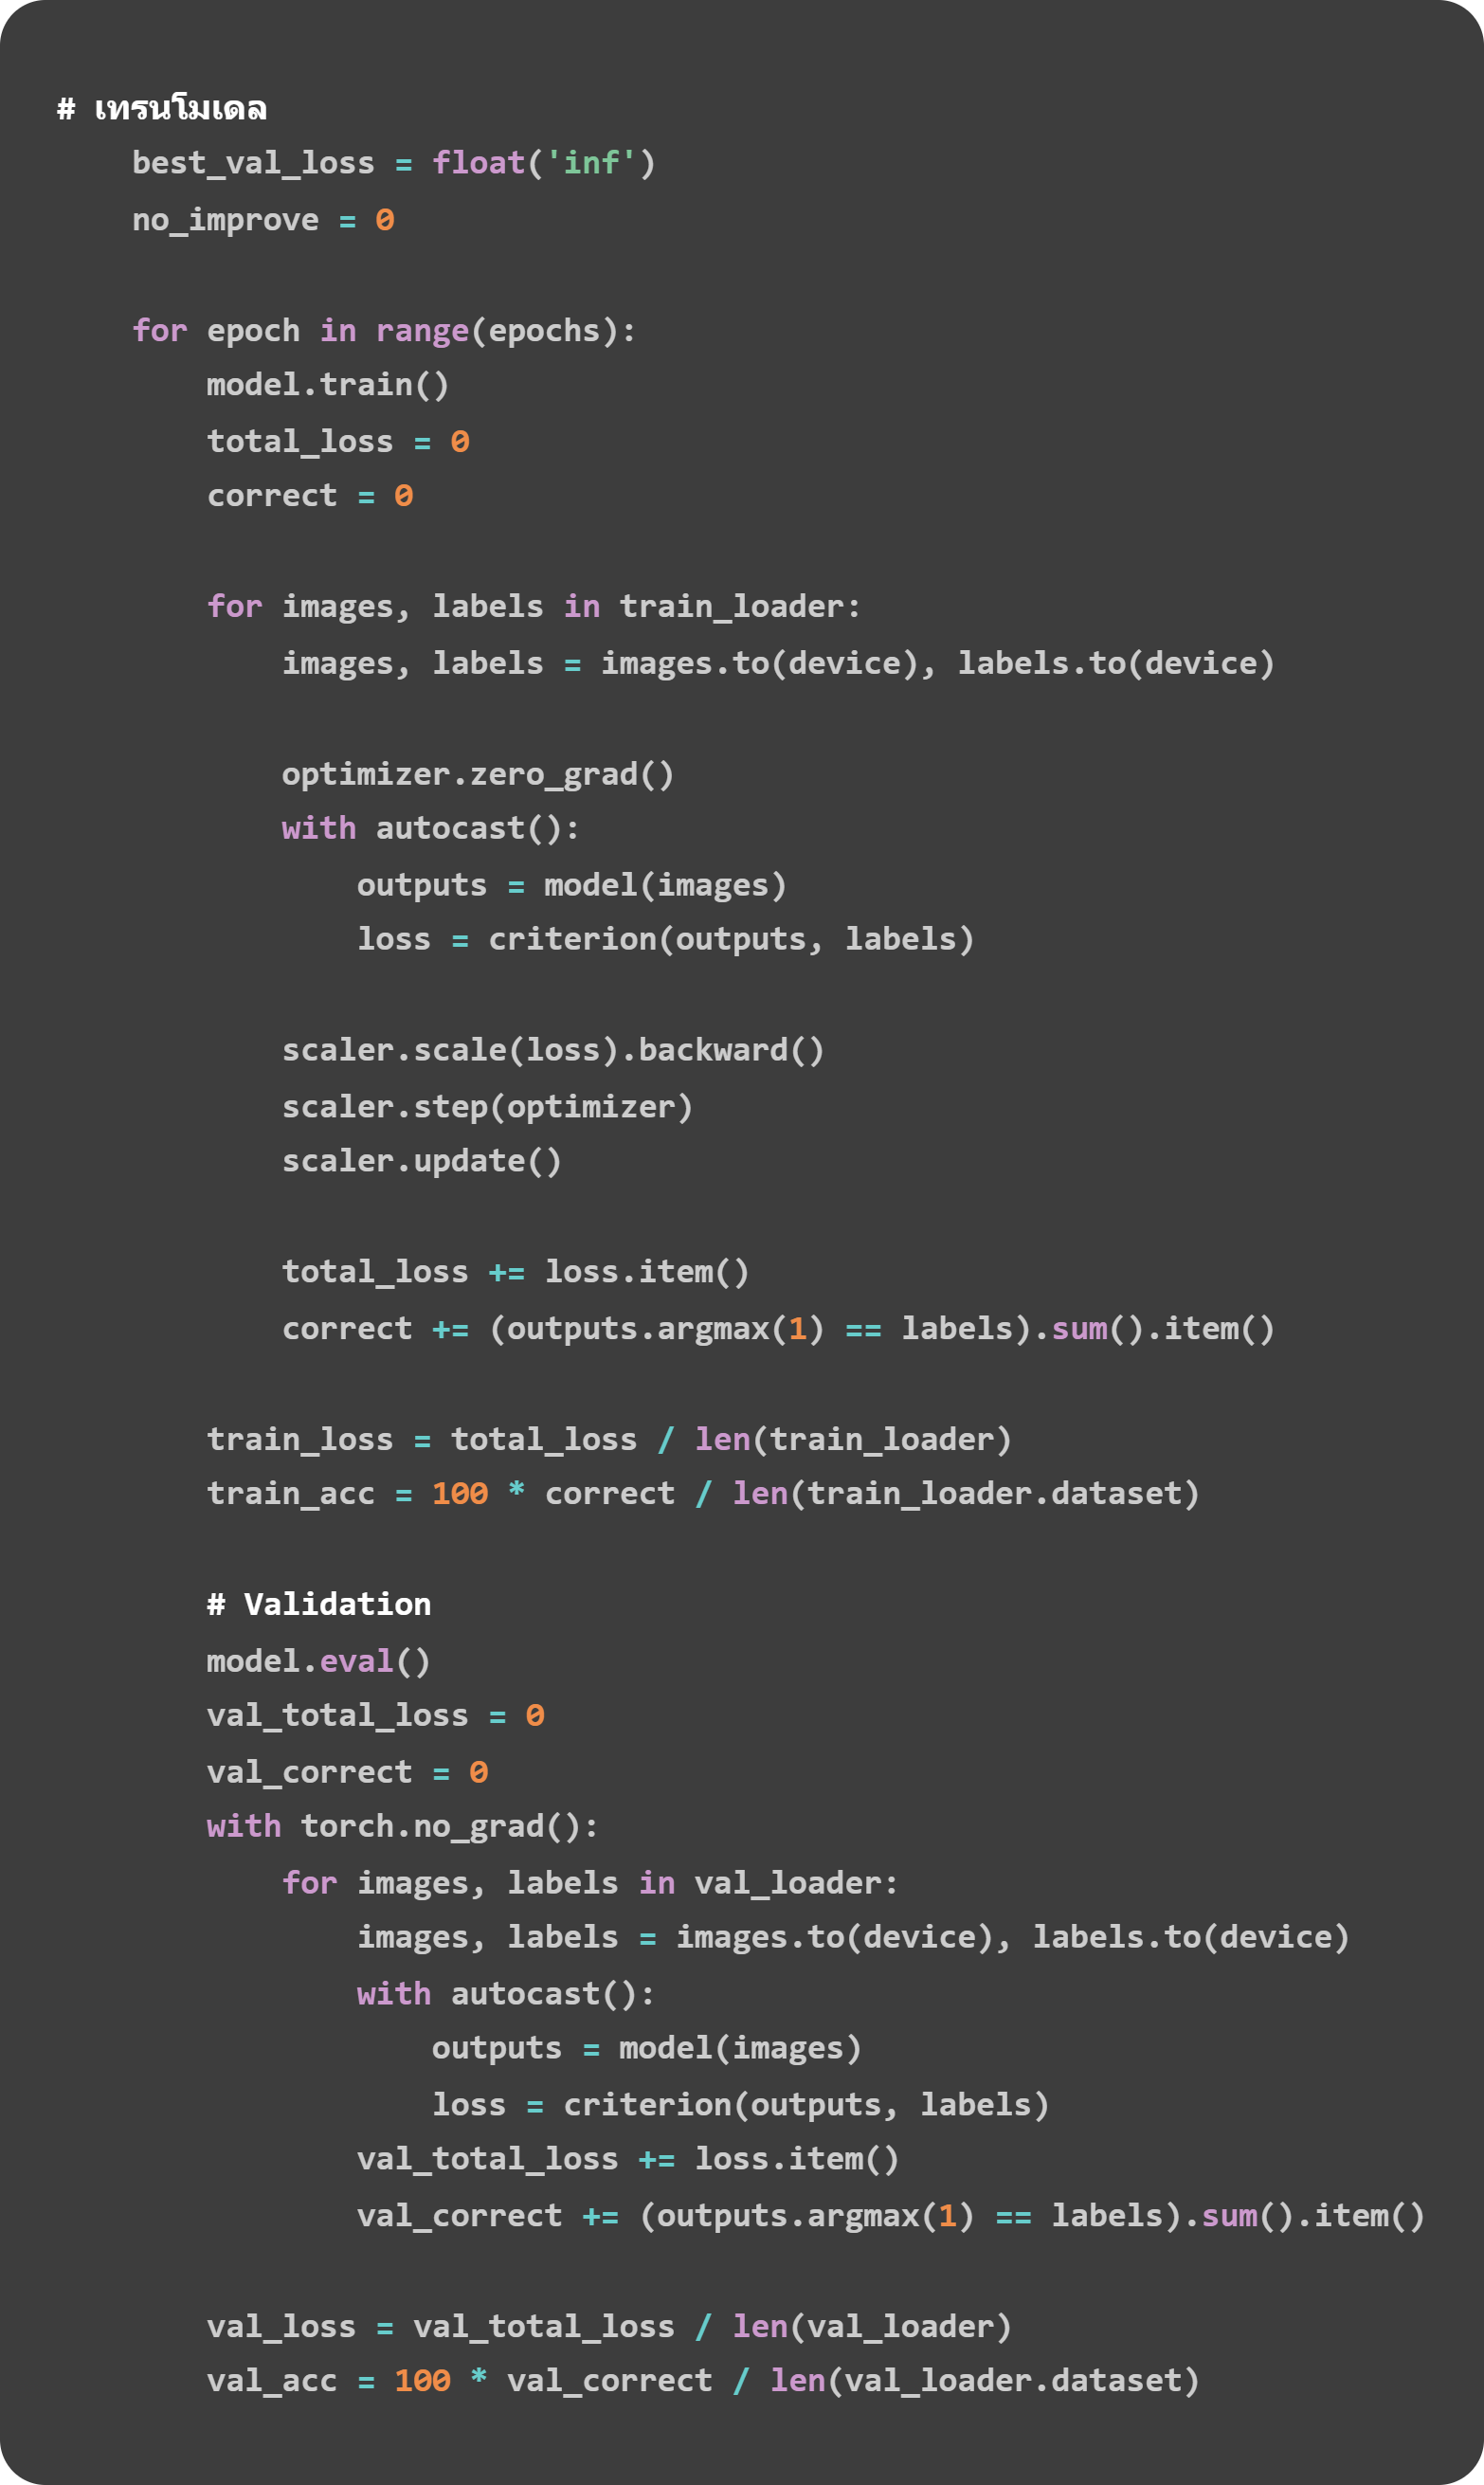 # เทรนโมเดล
    best_val_loss = float('inf')
    no_improve = 0

    for epoch in range(epochs):
        model.train()
        total_loss = 0
        correct = 0

        for images, labels in train_loader:
            images, labels = images.to(device), labels.to(device)

            optimizer.zero_grad()
            with autocast():
                outputs = model(images)
                loss = criterion(outputs, labels)

            scaler.scale(loss).backward()
            scaler.step(optimizer)
            scaler.update()

            total_loss += loss.item()
            correct += (outputs.argmax(1) == labels).sum().item()

        train_loss = total_loss / len(train_loader)
        train_acc = 100 * correct / len(train_loader.dataset)

        # Validation
        model.eval()
        val_total_loss = 0
        val_correct = 0
        with torch.no_grad():
            for images, labels in val_loader:
                images, labels = images.to(device), labels.to(device)
                with autocast():
                    outputs = model(images)
                    loss = criterion(outputs, labels)
                val_total_loss += loss.item()
                val_correct += (outputs.argmax(1) == labels).sum().item()

        val_loss = val_total_loss / len(val_loader)
        val_acc = 100 * val_correct / len(val_loader.dataset)